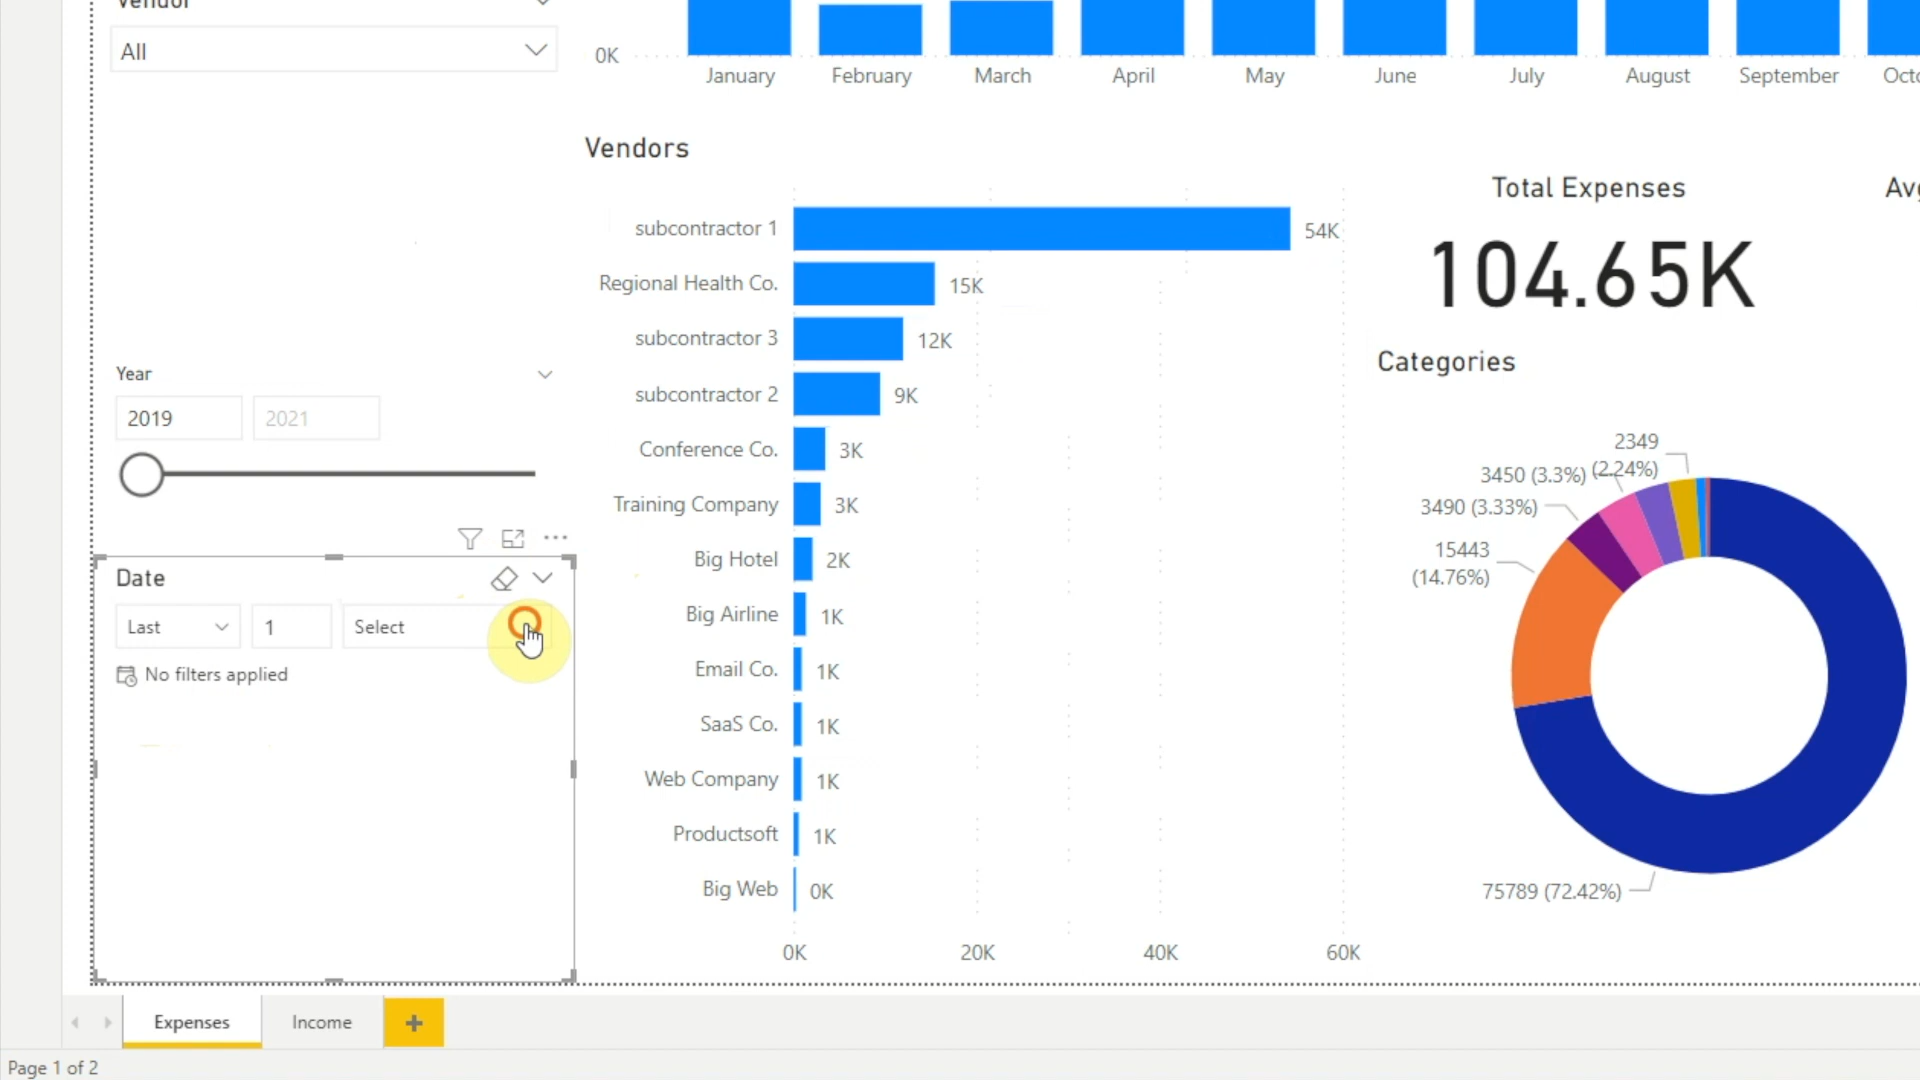 Vendor
All
0K
January February March April May June July August September Octo
Vendors
subcontractor 1 54K
Regional Health Co. 15K
subcontractor 3 12K
subcontractor 2 9K
Conference Co. 3K
Training Company 3K
Big Hotel 2K
Big Airline 1K
Email Co. 1K
SaaS Co. 1K
Web Company 1K
Productsoft 1K
Big Web 0K
0K 20K 40K 60K
Total Expenses
104.65K
Avg
Categories
2349
(2.24%)
3450 (3.3%)
3490 (3.33%)
15443
(14.76%)
75789 (72.42%)
Year
2019 2021
Date
Last 1 Select
No filters applied
Expenses Income +
Page 1 of 2